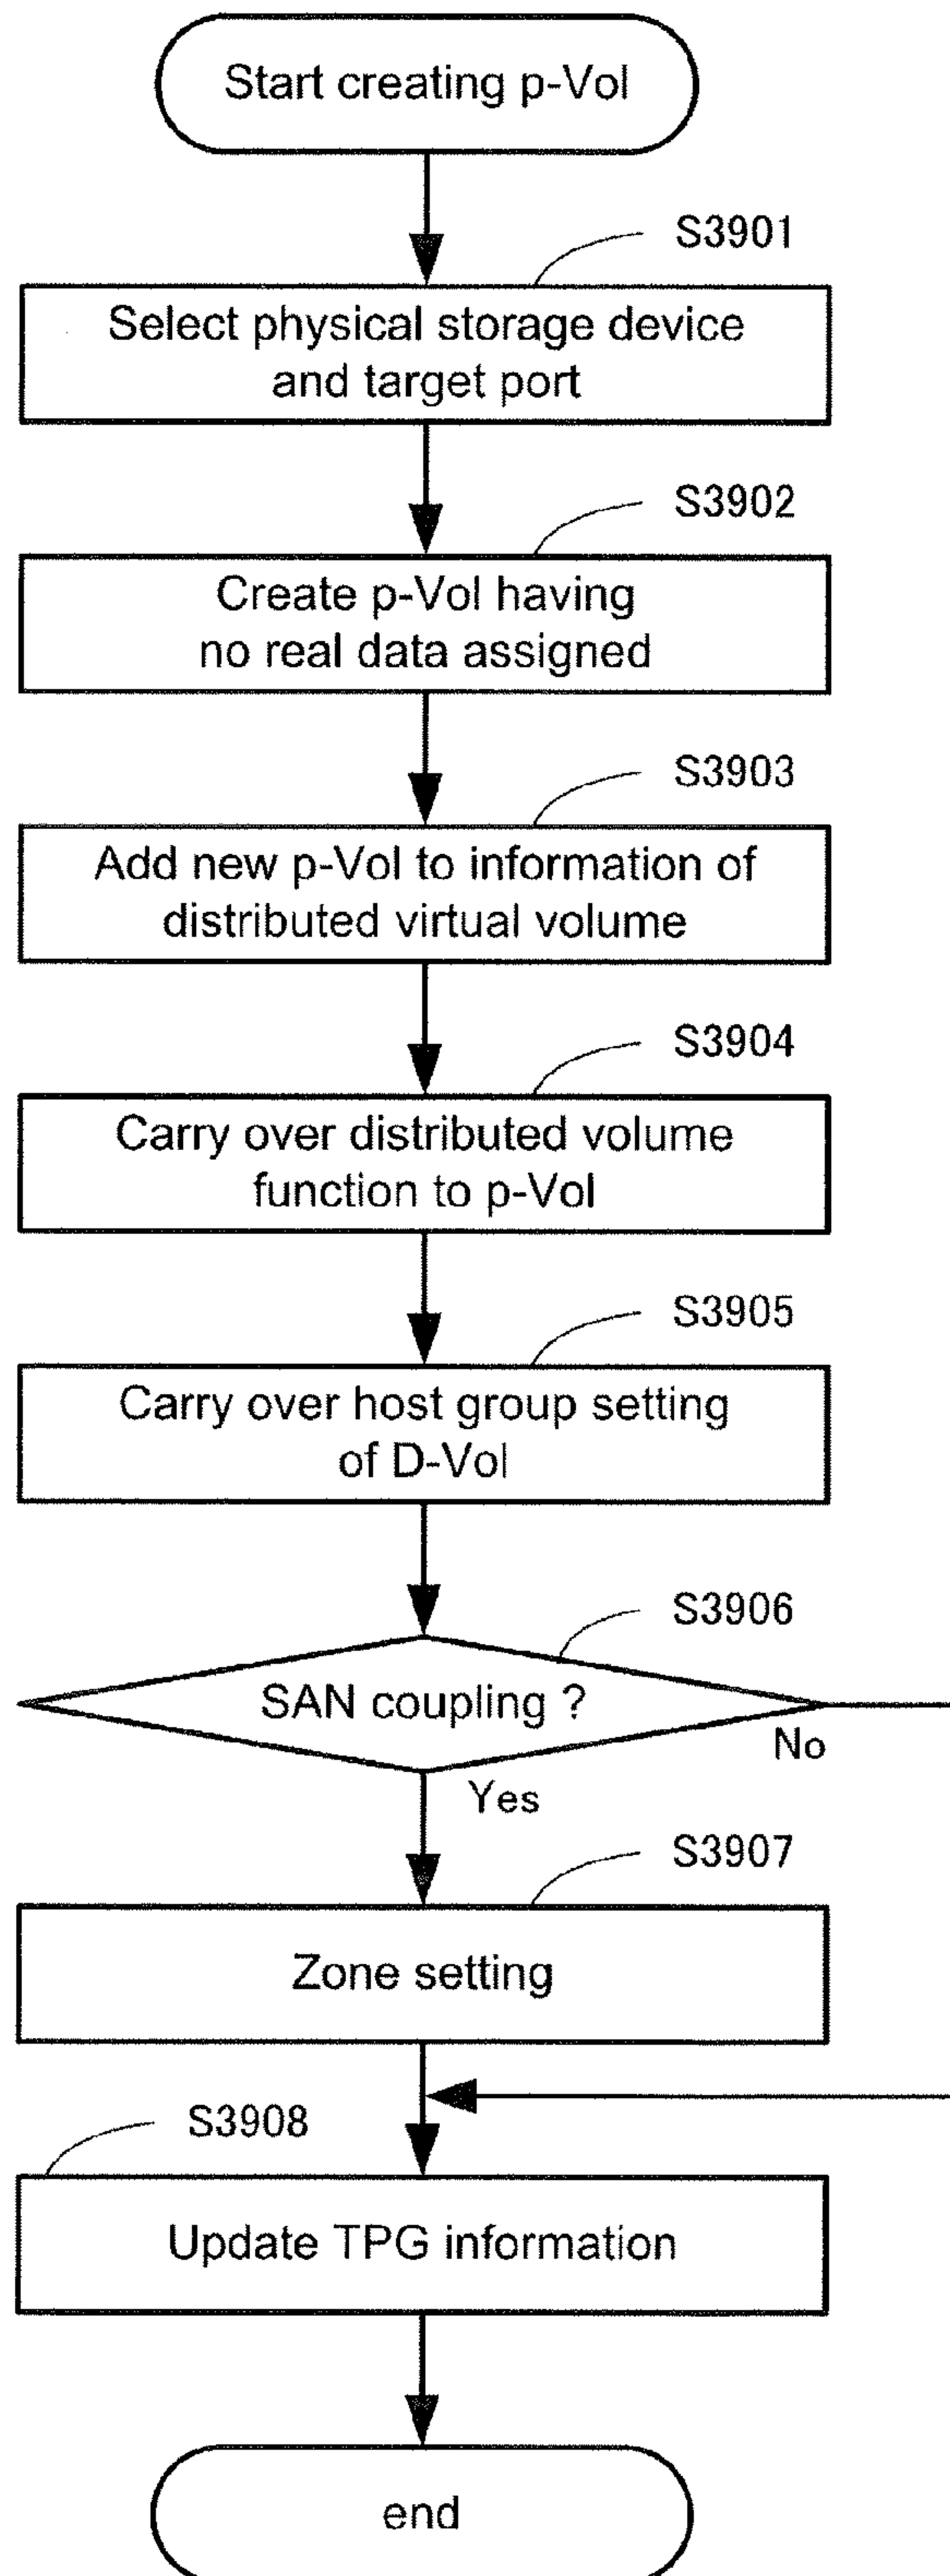 Start creating p-Vol
S3901
Select physical storage device
and target port
S3902
Create p-Vol having
no real data assigned
S3903
Add new p-Vol to information of
distributed virtual volume
S3904
Carry over distributed volume
function to p-Vol
S3905
Carry over host group setting
of D-Vol
S3906
SAN coupling ?
No
Yes
S3907
Zone setting
S3908
Update TPG information
end